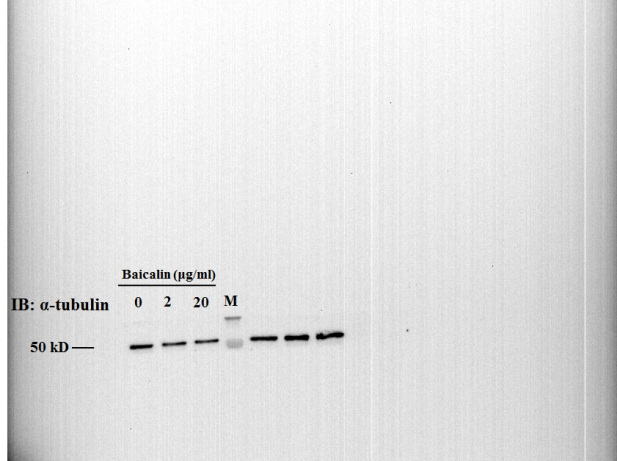 Baicalin (μg/ml)
IB: α-tubulin 0 2 20 M
50 kD